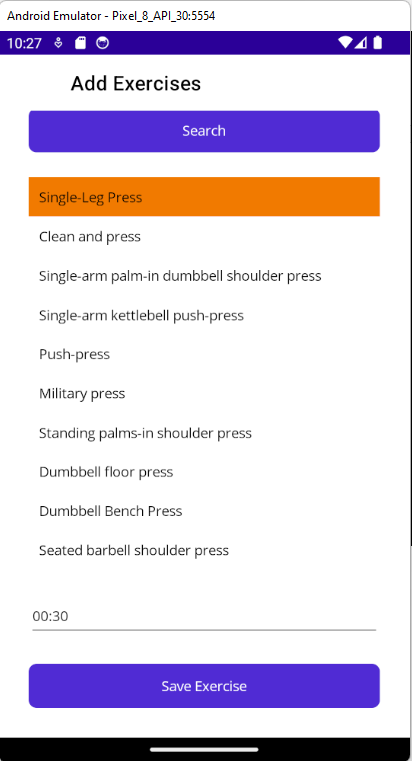 Android Emulator - Pixel_8_API_30:5554
10:27
Add Exercises
Search
Single-Leg Press
Clean and press
Single-arm palm-in dumbbell shoulder press
Single-arm kettlebell push-press
Push-press
Military press
Standing palms-in shoulder press
Dumbbell floor press
Dumbbell Bench Press
Seated barbell shoulder press
00:30
Save Exercise